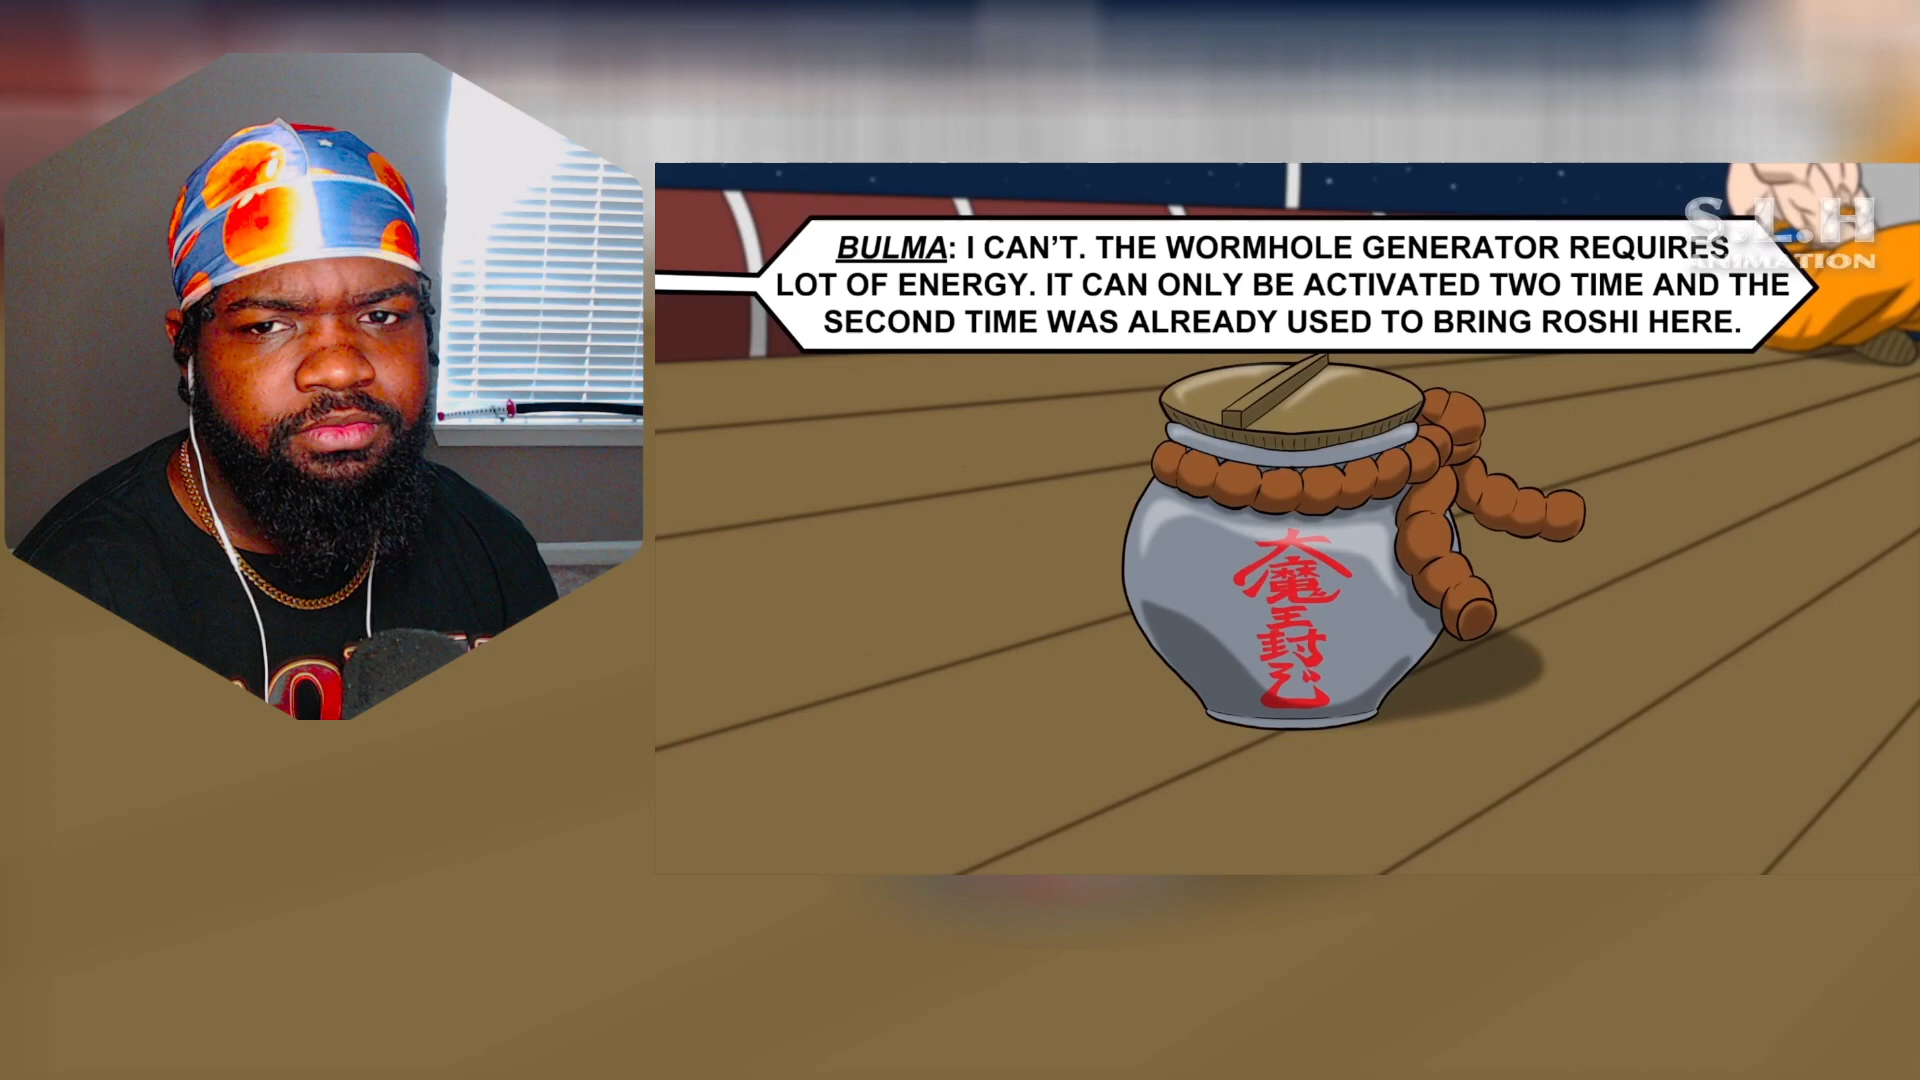 BULMA: I CAN'T. THE WORMHOLE GENERATOR REQUIRES
LOT OF ENERGY. IT CAN ONLY BE ACTIVATED TWO TIME AND THE
SECOND TIME WAS ALREADY USED TO BRING ROSHI HERE.
S.L.H
ANIMATION
大
魔
王
封
じ